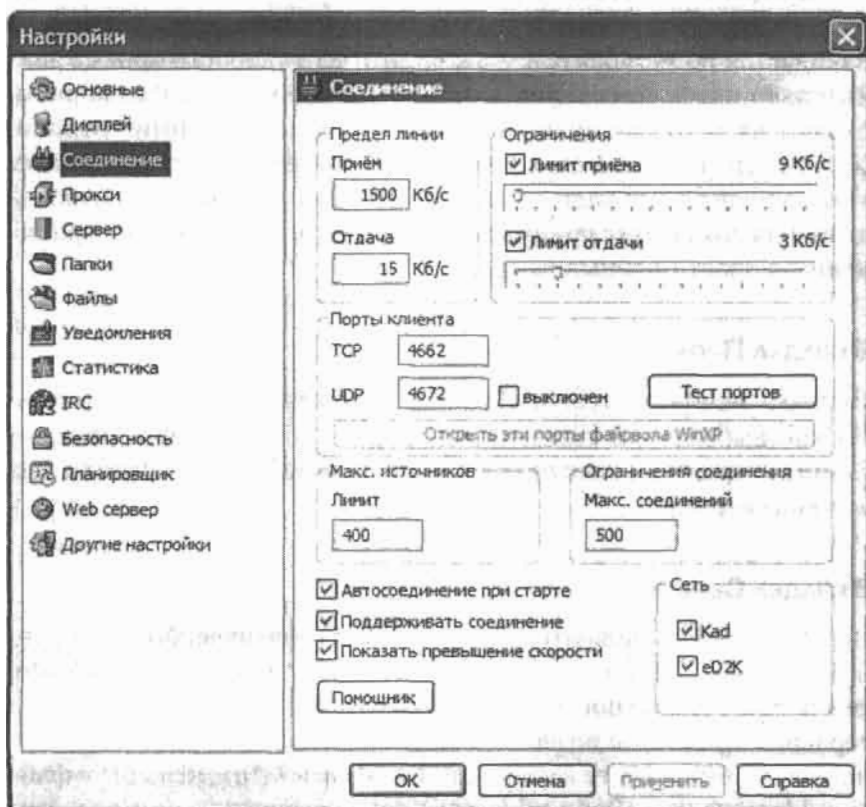 Настройки
Основные
Дисплей
Соединение
Прокси
Сервер
Папки
Файлы
Уведомления
Статистика
IRC
Безопасность
Планировщик
Web сервер
Другие настройки
Соединение
Предел линии
Приём
1500 Кб/с
Отдача
15 Кб/с
Ограничения
Лимит приёма 9 Кб/с
Лимит отдачи 3 Кб/с
Порты клиента
TCP 4662
UDP 4672 выключен Тест портов
Открыть эти порты файрвола WinXP
Макс. источников
Лимит
400
Ограничения соединения
Макс. соединений
500
Автосоединение при старте
Поддерживать соединение
Показать превышение скорости
Помощник
Сеть
Kad
eD2K
ОК Отмена Применить Справка